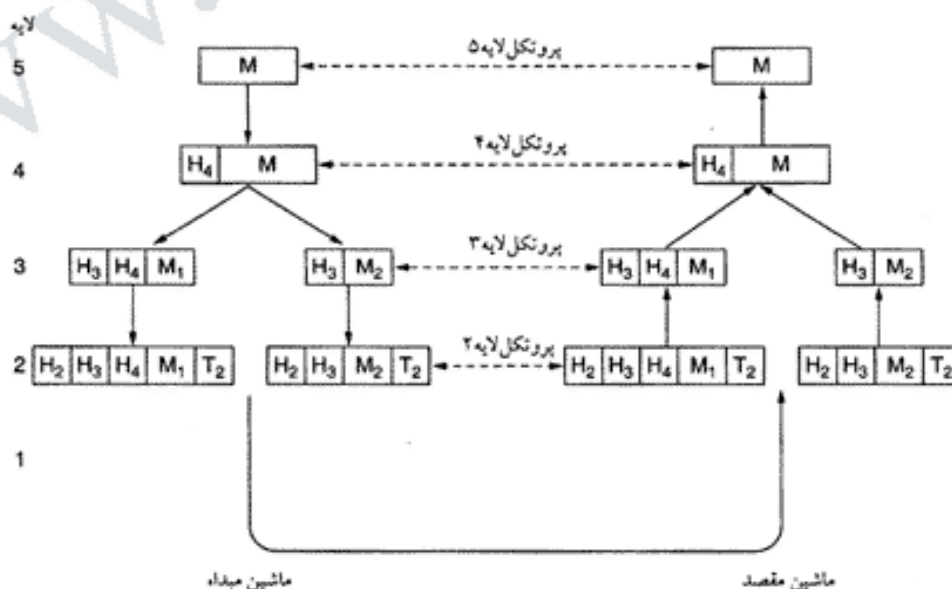 لایه
5 M پروتکل لایه ۵ M
4 H₄ M پروتکل لایه ۴ H₄ M
3 H₃ H₄ M₁ H₃ M₂ پروتکل لایه ۳ H₃ H₄ M₁ H₃ M₂
2 H₂ H₃ H₄ M₁ T₂ H₂ H₃ M₂ T₂ پروتکل لایه ۲ H₂ H₃ H₄ M₁ T₂ H₂ H₃ M₂ T₂
1
ماشین مبداء ماشین مقصد